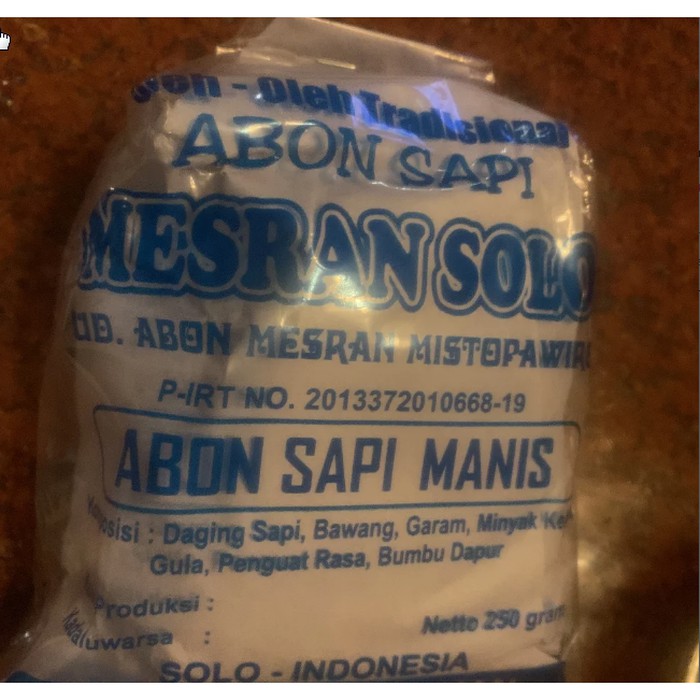 Oleh - Oleh Tradisional
ABON SAPI
MESRAN SOLO
UD. ABON MESRAN MISTOPAWIRO
P-IRT NO. 2013372010668-19
ABON SAPI MANIS
Komposisi : Daging Sapi, Bawang, Garam, Minyak
Gula, Penguat Rasa, Bumbu Dapur
Produksi :
Kadaluwarsa :
Netto 250 gram
SOLO - INDONESIA